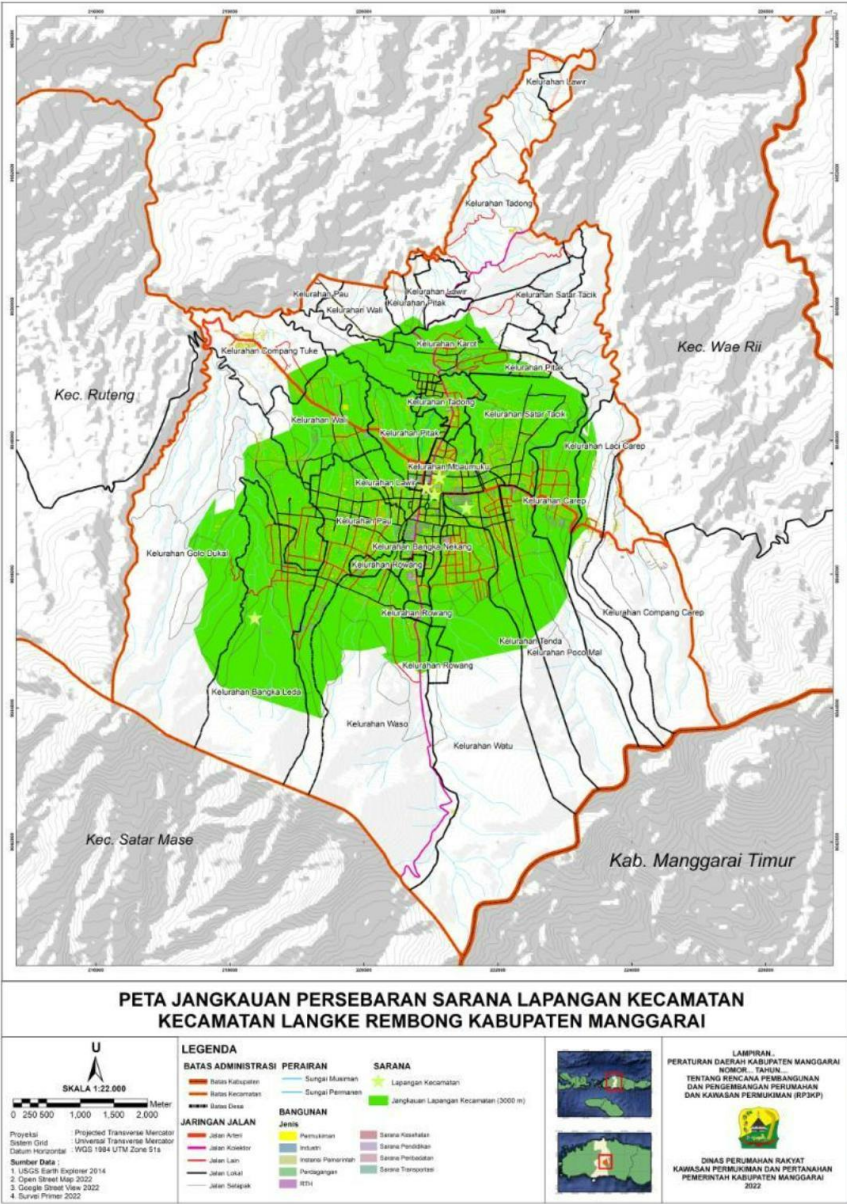 Kelurahan Lawir
Kelurahan Tadong
Kelurahan Pau
Kelurahan Lawir
Kelurahan Wali
Kelurahan Pitak
Kelurahan Satar Tacik
Kelurahan Compang Tuke
Kelurahan Karot
Kec. Wae Rii
Kelurahan Pitak
Kec. Ruteng
Kelurahan Tadong
Kelurahan Wali
Kelurahan Satar Tacik
Kelurahan Pitak
Kelurahan Laci Carep
Kelurahan Mbaumuku
Kelurahan Lawir
Kelurahan Carep
Kelurahan Pau
Kelurahan Golo Dukal
Kelurahan Bangka Nekang
Kelurahan Rowang
Kelurahan Rowang
Kelurahan Compang Carep
Kelurahan Tenda
Kelurahan Poco Mal
Kelurahan Rowang
Kelurahan Bangka Leda
Kelurahan Waso
Kelurahan Watu
Kec. Satar Mase
Kab. Manggarai Timur
PETA JANGKAUAN PERSEBARAN SARANA LAPANGAN KECAMATAN
KECAMATAN LANGKE REMBONG KABUPATEN MANGGARAI
U
SKALA 1:22.000
0 250 500 1,000 1,500 2,000 Meter
Proyeksi : Projected Transverse Mercator
Sistem Grid : Universal Transverse Mercator
Datum Horizontal : WGS 1984 UTM Zone 51s
Sumber Data :
1. USGS Earth Explorer 2014
2. Open Street Map 2022
3. Google Street View 2022
4. Survei Primer 2022
LEGENDA
BATAS ADMINISTRASI
Batas Kabupaten
Batas Kecamatan
Batas Desa
JARINGAN JALAN
Jalan Arteri
Jalan Kolektor
Jalan Lain
Jalan Lokal
Jalan Setapak
PERAIRAN
Sungai Musiman
Sungai Permanen
BANGUNAN
Jenis
Permukiman
Industri
Instansi Pemerintah
Perdagangan
RTH
Sarana Kesehatan
Sarana Pendidikan
Sarana Peribadatan
Sarana Transportasi
SARANA
Lapangan Kecamatan
Jangkauan Lapangan Kecamatan (3000 m)
LAMPIRAN..
PERATURAN DAERAH KABUPATEN MANGGARAI
NOMOR... TAHUN....
TENTANG RENCANA PEMBANGUNAN
DAN PENGEMBANGAN PERUMAHAN
DAN KAWASAN PERMUKIMAN (RP3KP)
DINAS PERUMAHAN RAKYAT
KAWASAN PERMUKIMAN DAN PERTANAHAN
PEMERINTAH KABUPATEN MANGGARAI
2022